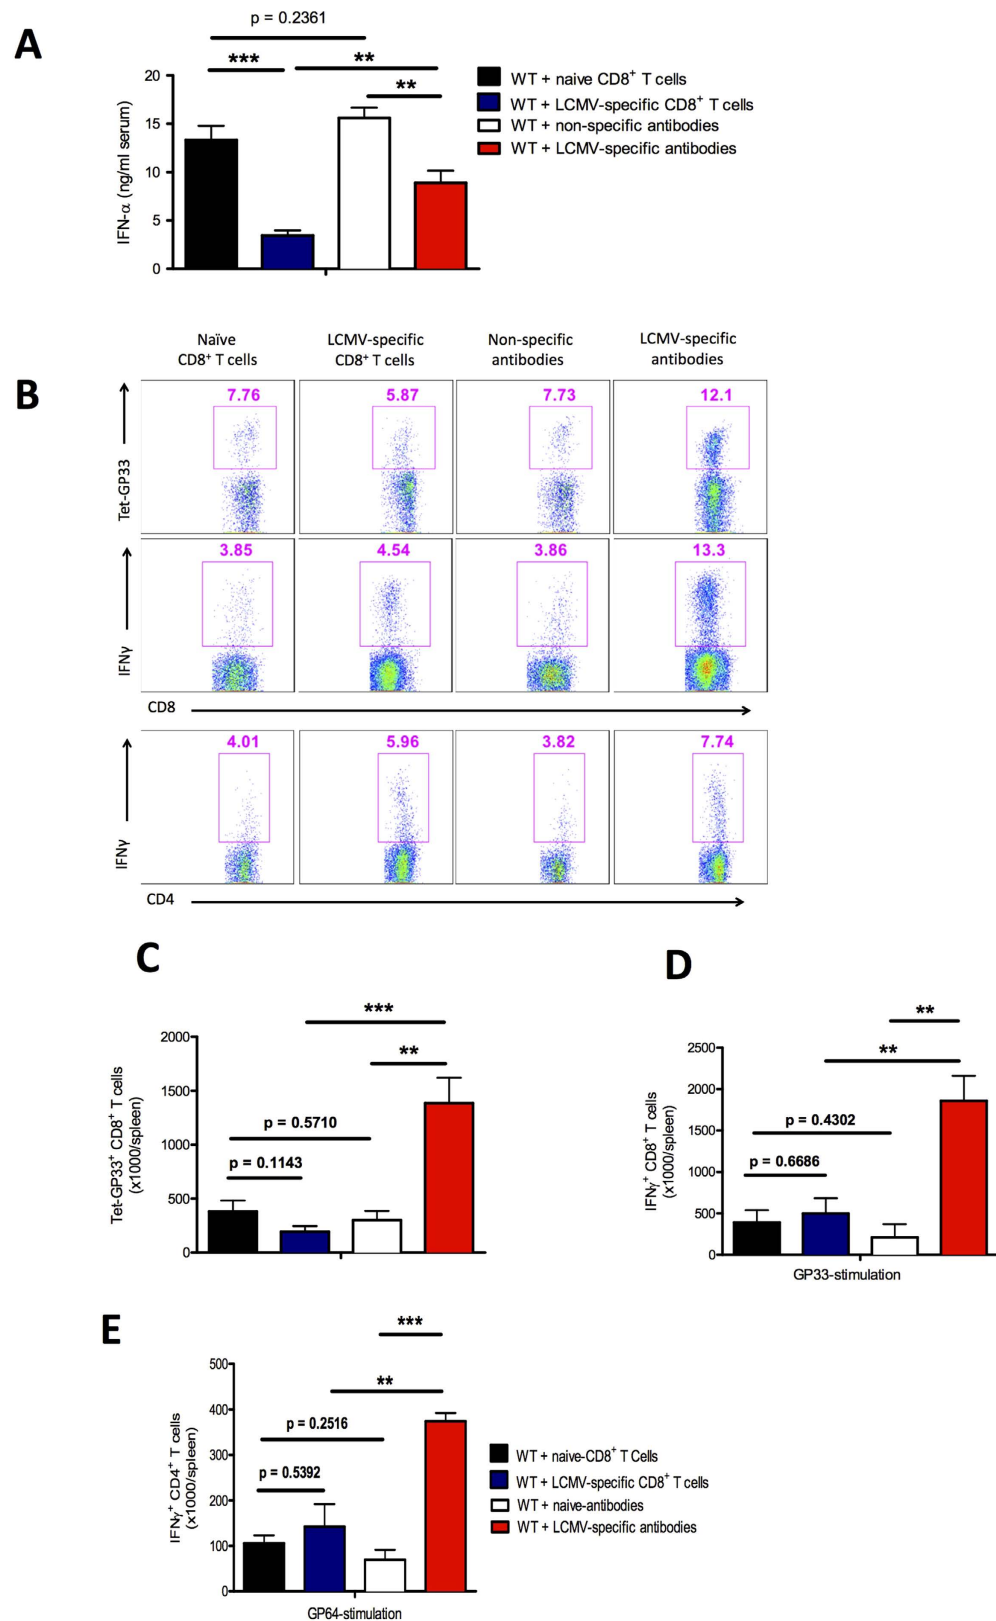 A
p = 0.2361
***
**
**
20
15
10
5
0
IFN-α (ng/ml serum)
WT + naive CD8+ T cells
WT + LCMV-specific CD8+ T cells
WT + non-specific antibodies
WT + LCMV-specific antibodies
B
Naïve
CD8+ T cells
LCMV-specific
CD8+ T cells
Non-specific
antibodies
LCMV-specific
antibodies
Tet-GP33
7.76
5.87
7.73
12.1
IFNγ
3.85
4.54
3.86
13.3
CD8
IFNγ
4.01
5.96
3.82
7.74
CD4
C
***
**
p = 0.5710
p = 0.1143
2000
1500
1000
500
0
Tet-GP33+ CD8+ T cells
(x1000/spleen)
D
**
**
p = 0.4302
p = 0.6686
2500
2000
1500
1000
500
0
IFNγ+ CD8+ T cells
(x1000/spleen)
GP33-stimulation
E
***
**
p = 0.2516
p = 0.5392
500
400
300
200
100
0
IFNγ+ CD4+ T cells
(x1000/spleen)
GP64-stimulation
WT + naive-CD8+ T Cells
WT + LCMV-specific CD8+ T cells
WT + naive-antibodies
WT + LCMV-specific antibodies